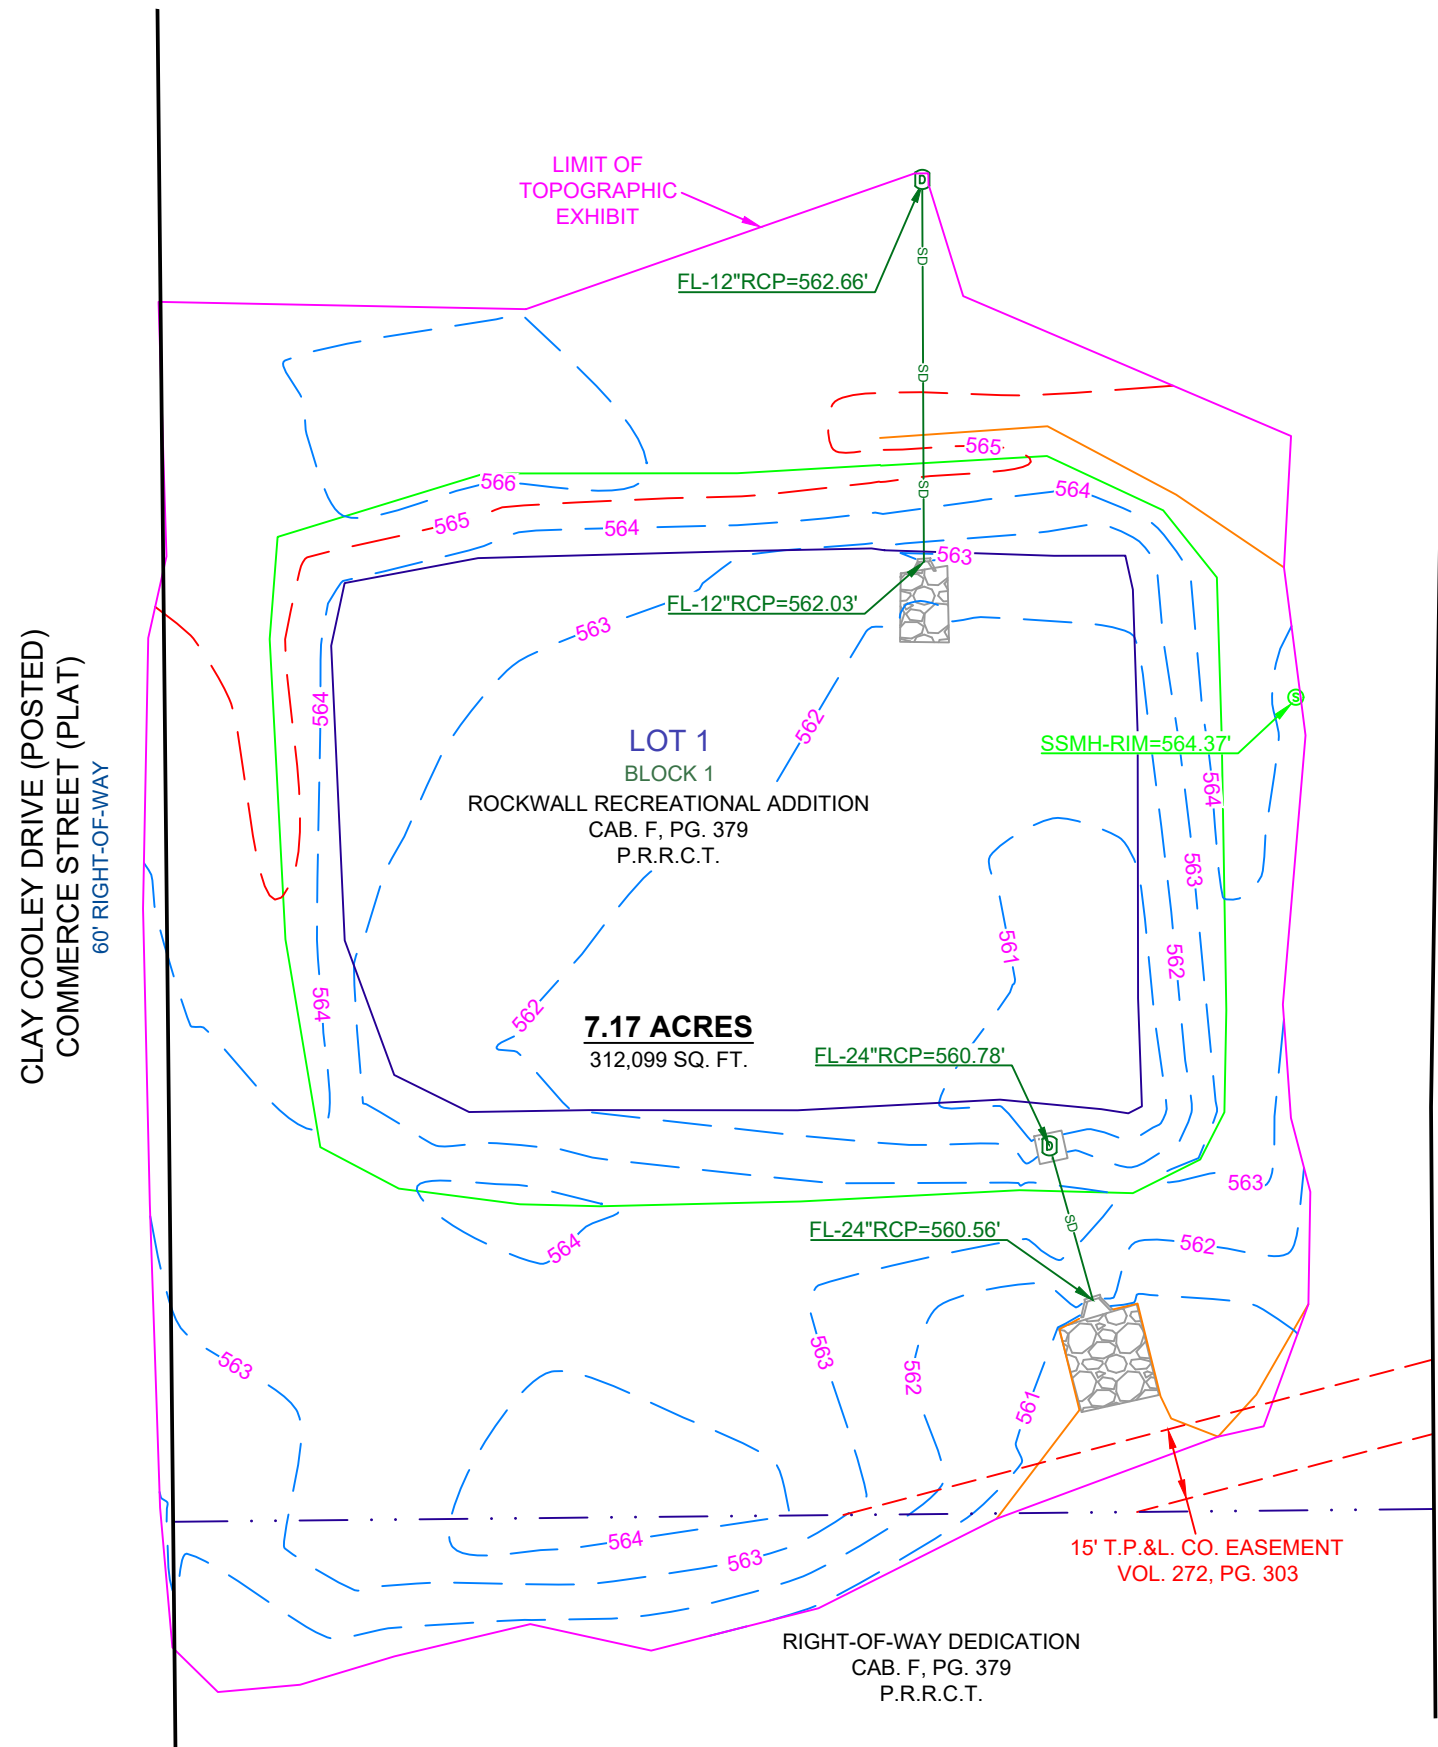 LIMIT OF
TOPOGRAPHIC
EXHIBIT
D
SD
FL-12"RCP=562.66'
SD
565
566
SD
564
565
564
563
FL-12"RCP=562.03'
563
564
562
LOT 1
BLOCK 1
ROCKWALL RECREATIONAL ADDITION
CAB. F, PG. 379
P.R.R.C.T.
S
SSMH-RIM=564.37'
564
563
CLAY COOLEY DRIVE (POSTED)
COMMERCE STREET (PLAT)
60' RIGHT-OF-WAY
561
562
564
562
7.17 ACRES
312,099 SQ. FT.
FL-24"RCP=560.78'
D
563
SD
FL-24"RCP=560.56'
562
564
563
563
562
561
564
563
15' T.P.&L. CO. EASEMENT
VOL. 272, PG. 303
RIGHT-OF-WAY DEDICATION
CAB. F, PG. 379
P.R.R.C.T.